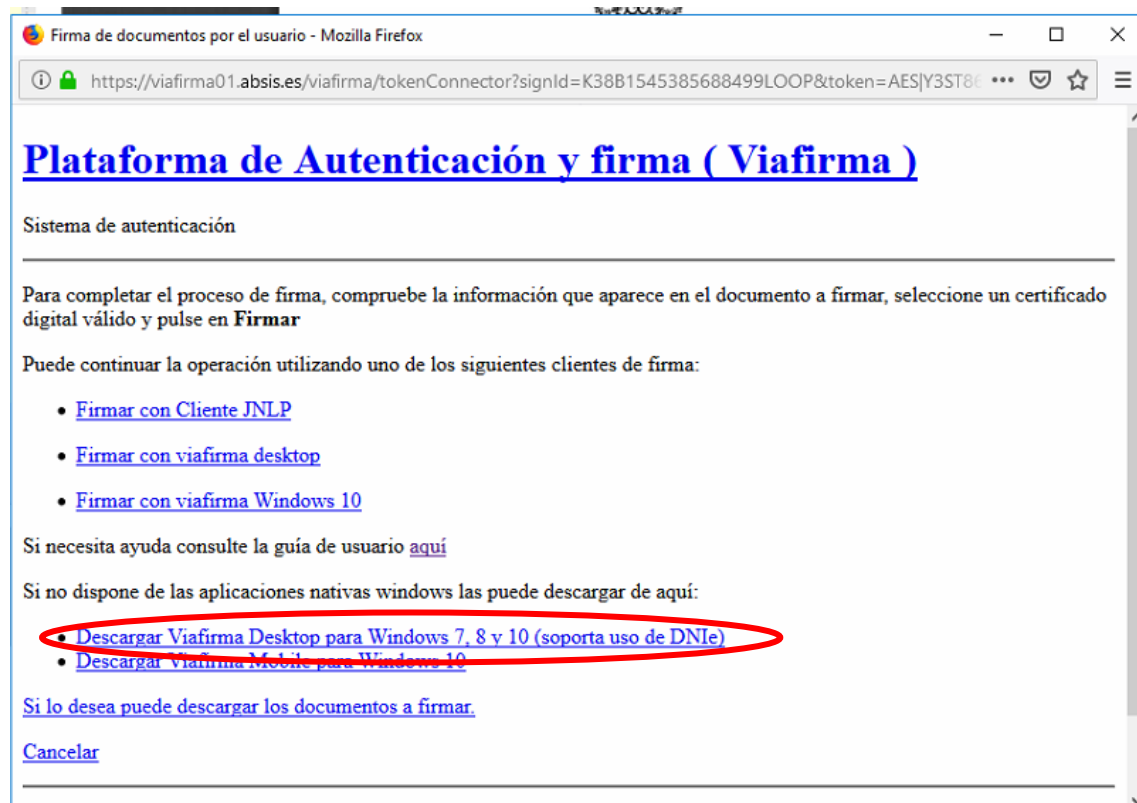 Firma de documentos por el usuario - Mozilla Firefox
https://viafirma01.absis.es/viafirma/tokenConnector?signId=K38B1545385688499LOOP&token=AES|Y3ST8
Plataforma de Autenticación y firma ( Viafirma )
Sistema de autenticación
Para completar el proceso de firma, compruebe la información que aparece en el documento a firmar, seleccione un certificado
digital válido y pulse en Firmar
Puede continuar la operación utilizando uno de los siguientes clientes de firma:
Firmar con Cliente JNLP
Firmar con viafirma desktop
Firmar con viafirma Windows 10
Si necesita ayuda consulte la guía de usuario aquí
Si no dispone de las aplicaciones nativas windows las puede descargar de aquí:
Descargar Viafirma Desktop para Windows 7, 8 y 10 (soporta uso de DNIe)
Descargar Viafirma Mobile para Windows 10
Si lo desea puede descargar los documentos a firmar.
Cancelar